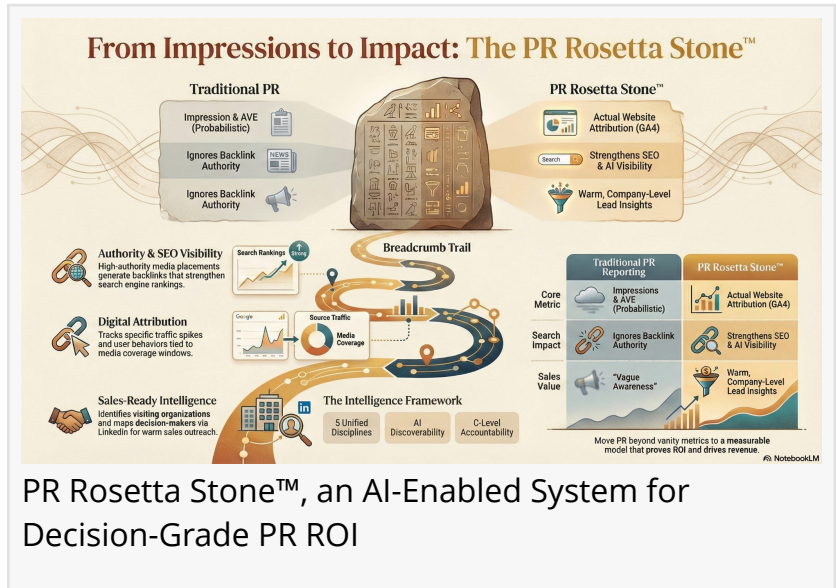 From Impressions to Impact: The PR Rosetta Stone™
Traditional PR
Impression & AVE
(Probabilistic)
Ignores Backlink
Authority
NEWS
Ignores Backlink
Authority
PR Rosetta Stone™
Actual Website
Attribution (GA4)
Search
Strengthens SEO
& AI Visibility
Warm, Company-Level
Lead Insights
Authority & SEO Visibility
High-authority media placements
generate backlinks that strengthen
search engine rankings.
Search Rankings
Strong
Breadcrumb Trail
Digital Attribution
Tracks specific traffic spikes
and user behaviors tied to
media coverage windows.
Google
Source Traffic
Media
Coverage
Sales-Ready Intelligence
Identifies visiting organizations
and maps decision-makers via
LinkedIn for warm sales outreach.
in
The Intelligence Framework
5 Unified
Disciplines
AI
Discoverability
C-Level
Accountability
Traditional PR
Reporting
PR Rosetta Stone™
Core
Metric
Impressions
& AVE
(Probabilistic)
Actual Website
Attribution (GA4)
Search
Impact
Ignores Backlink
Authority
Strengthens SEO
& AI Visibility
Sales
Value
"Vague
Awareness"
Warm,
Company-Level
Lead Insights
Move PR beyond vanity metrics to a measurable
model that proves ROI and drives revenue.
NotebookLM
PR Rosetta Stone™, an AI-Enabled System for
Decision-Grade PR ROI